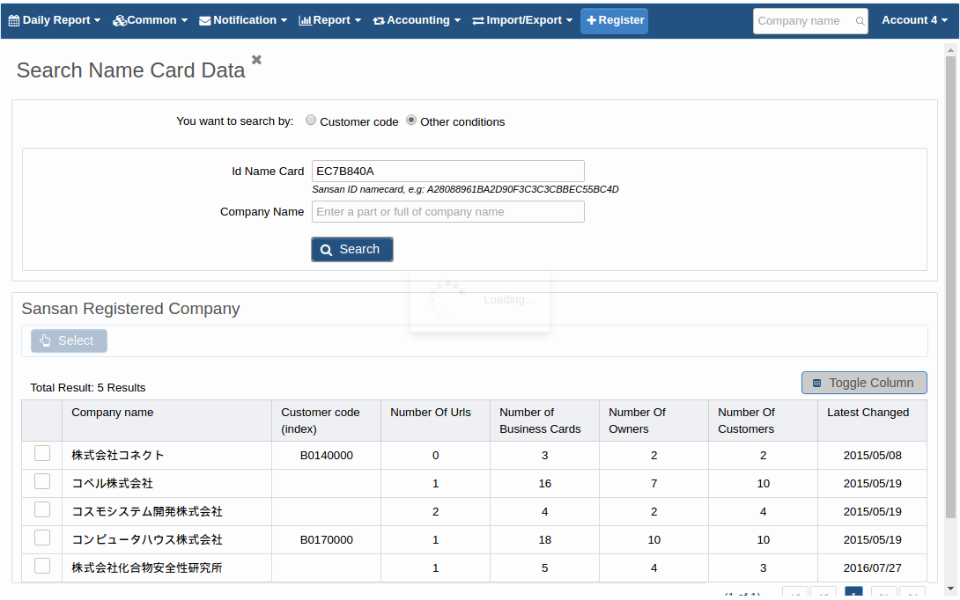 Daily Report Common Notification Report Accounting Import/Export Register Company name Account 4
Search Name Card Data
You want to search by: Customer code Other conditions
Id Name Card EC7B840A
Sansan ID namecard, e.g: A28088961BA2D90F3C3C3CBBEC55BC4D
Company Name Enter a part or full of company name
Search
Loading...
Sansan Registered Company
Select
Total Result: 5 Results Toggle Column
Company name Customer code (index) Number Of Urls Number of Business Cards Number Of Owners Number Of Customers Latest Changed
株式会社コネクト B0140000 0 3 2 2 2015/05/08
コベル株式会社 1 16 7 10 2015/05/19
コスモシステム開発株式会社 2 4 2 4 2015/05/19
コンピュータハウス株式会社 B0170000 1 18 10 10 2015/05/19
株式会社化合物安全性研究所 1 5 4 3 2016/07/27
(1 of 1) 1